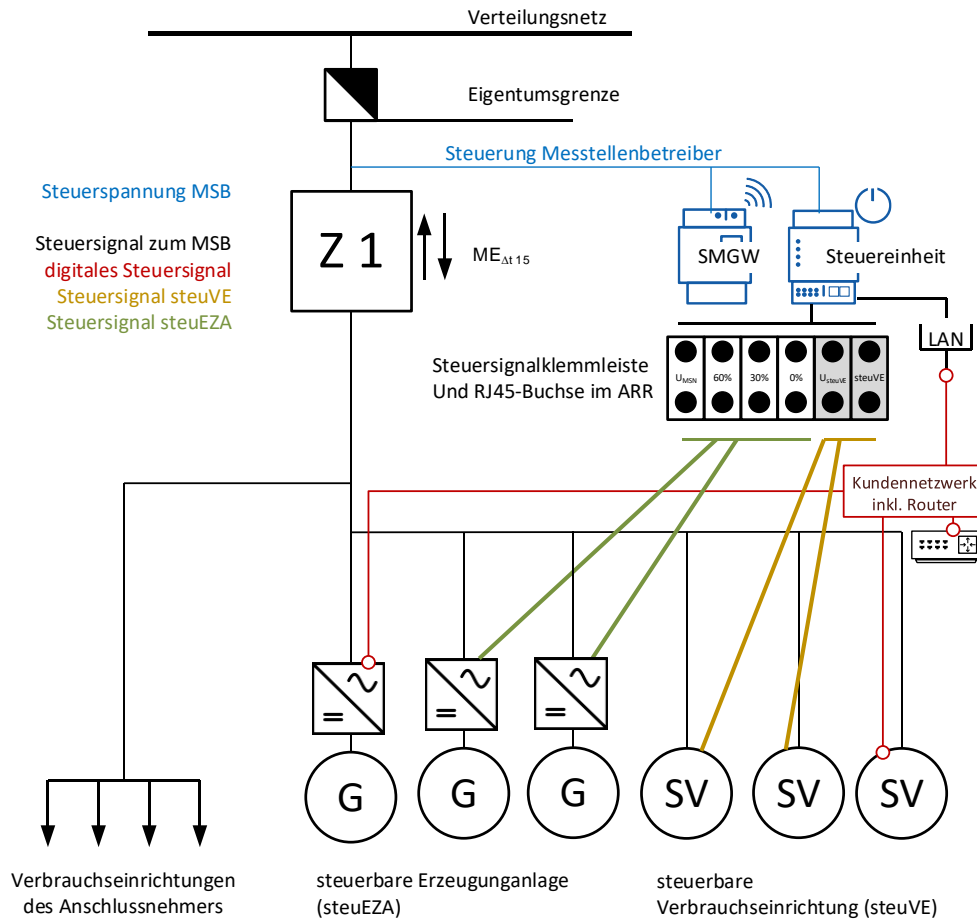 Verteilungsnetz
Eigentumsgrenze
Steuerung Messtellenbetreiber
Steuerspannung MSB
Steuersignal zum MSB
digitales Steuersignal
Steuersignal steuVE
Steuersignal steuEZA
Z 1
ME∆t 15
SMGW
Steuereinheit
LAN
Steuersignalklemmleiste
Und RJ45-Buchse im ARR
UMSN 60% 30% 0% UsteuVE steuVE
Kundennetzwerk
inkl. Router
G G G SV SV SV
Verbrauchseinrichtungen
des Anschlussnehmers
steuerbare Erzeugunganlage
(steuEZA)
steuerbare
Verbrauchseinrichtung (steuVE)